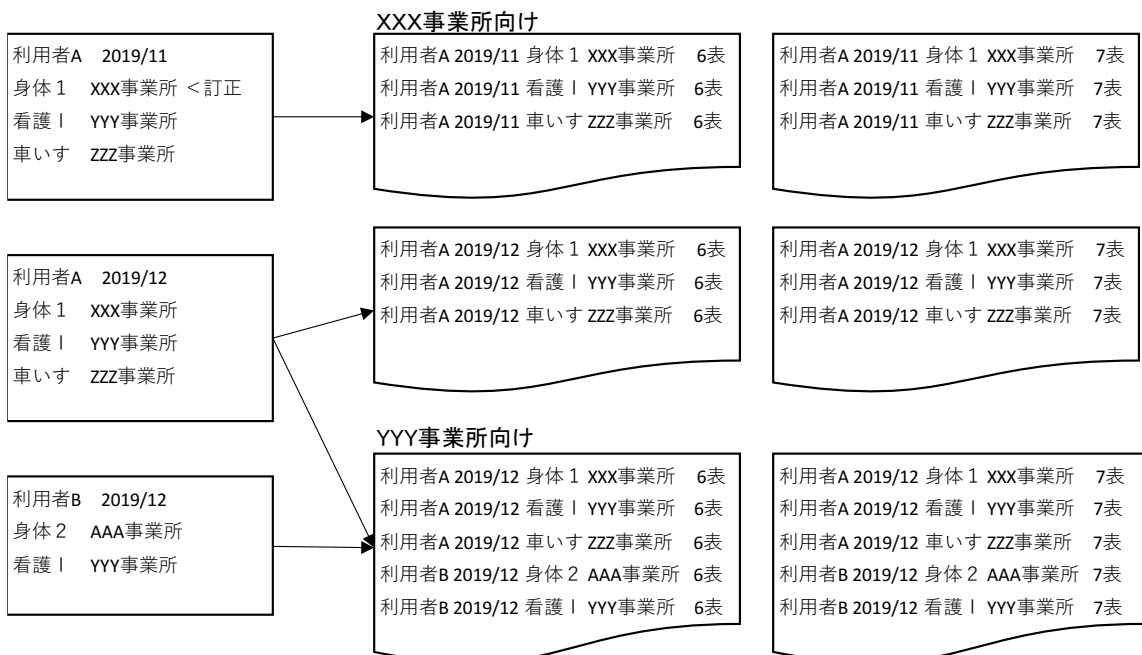 XXX事業所向け
利用者A 2019/11
身体１ XXX事業所 ＜訂正
看護Ⅰ YYY事業所
車いす ZZZ事業所
利用者A 2019/11 身体１ XXX事業所 6表
利用者A 2019/11 看護Ⅰ YYY事業所 6表
利用者A 2019/11 車いす ZZZ事業所 6表
利用者A 2019/11 身体１ XXX事業所 7表
利用者A 2019/11 看護Ⅰ YYY事業所 7表
利用者A 2019/11 車いす ZZZ事業所 7表
利用者A 2019/12
身体１ XXX事業所
看護Ⅰ YYY事業所
車いす ZZZ事業所
利用者A 2019/12 身体１ XXX事業所 6表
利用者A 2019/12 看護Ⅰ YYY事業所 6表
利用者A 2019/12 車いす ZZZ事業所 6表
利用者A 2019/12 身体１ XXX事業所 7表
利用者A 2019/12 看護Ⅰ YYY事業所 7表
利用者A 2019/12 車いす ZZZ事業所 7表
YYY事業所向け
利用者B 2019/12
身体２ AAA事業所
看護Ⅰ YYY事業所
利用者A 2019/12 身体１ XXX事業所 6表
利用者A 2019/12 看護Ⅰ YYY事業所 6表
利用者A 2019/12 車いす ZZZ事業所 6表
利用者B 2019/12 身体２ AAA事業所 6表
利用者B 2019/12 看護Ⅰ YYY事業所 6表
利用者A 2019/12 身体１ XXX事業所 7表
利用者A 2019/12 看護Ⅰ YYY事業所 7表
利用者A 2019/12 車いす ZZZ事業所 7表
利用者B 2019/12 身体２ AAA事業所 7表
利用者B 2019/12 看護Ⅰ YYY事業所 7表